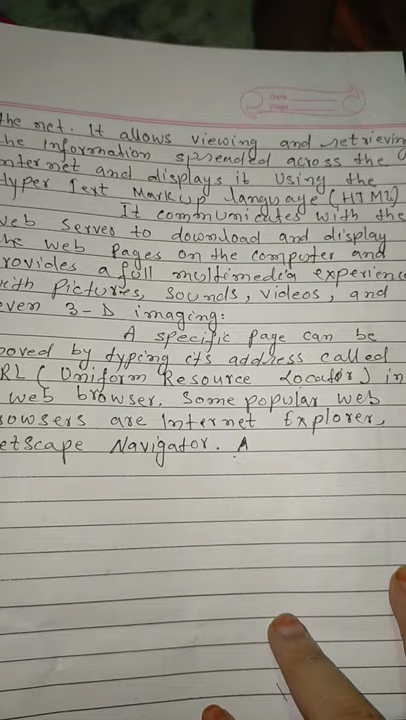 Date
Page
the net. It allows viewing and retrieving
the Information spreaded across the
Internet and displays it Using the
Hyper Text Markup language (HTML)
It communicates with the
Web server to download and display
the web Pages on the computer and
provides a full multimedia experience
with Pictures, sounds, videos, and
even 3-D imaging:
A specific page can be
by typing its address called
URL (Uniform Resource Locator) in
web browser. Some popular web
browsers are Internet Explorer,
Netscape Navigator. A